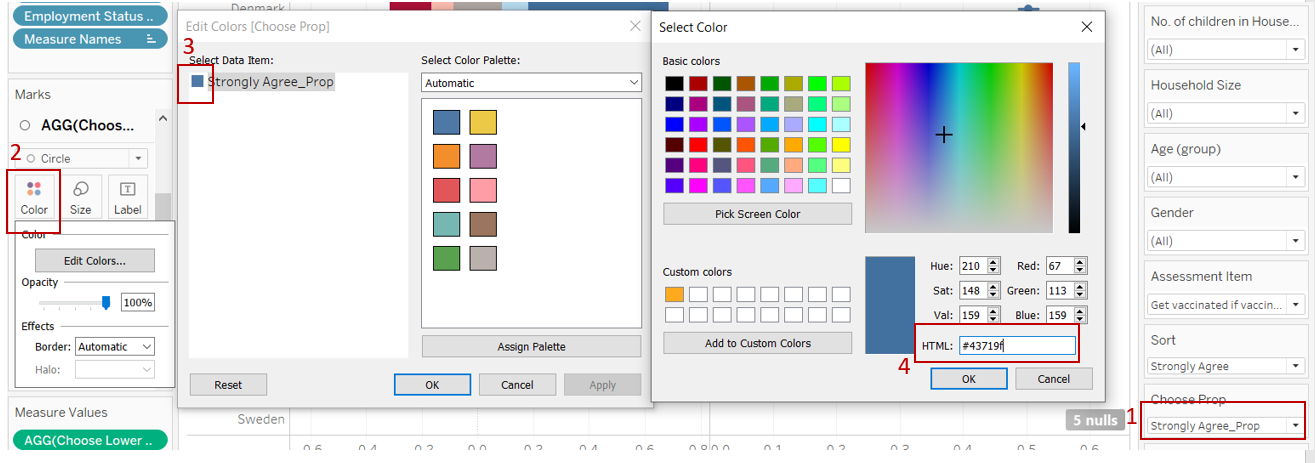 Employment Status ..
Measure Names
Marks
AGG(Choos...
2
Circle
Color
Size
Label
Color
Edit Colors...
Opacity
100%
Effects
Border:
Automatic
Halo:
Measure Values
AGG(Choose Lower ..
Denmark
Edit Colors [Choose Prop]
3
Select Data Item:
Strongly Agree_Prop
Select Color Palette:
Automatic
Assign Palette
Reset
OK
Cancel
Apply
Select Color
Basic colors
Pick Screen Color
Custom colors
Add to Custom Colors
Hue: 210
Red: 67
Sat: 148
Green: 113
Val: 159
Blue: 159
HTML: #43719f
4
OK
Cancel
Sweden
5 nulls
No. of children in House...
(All)
Household Size
(All)
Age (group)
(All)
Gender
(All)
Assessment Item
Get vaccinated if vaccin...
Sort
Strongly Agree
Choose Prop
1
Strongly Agree_Prop